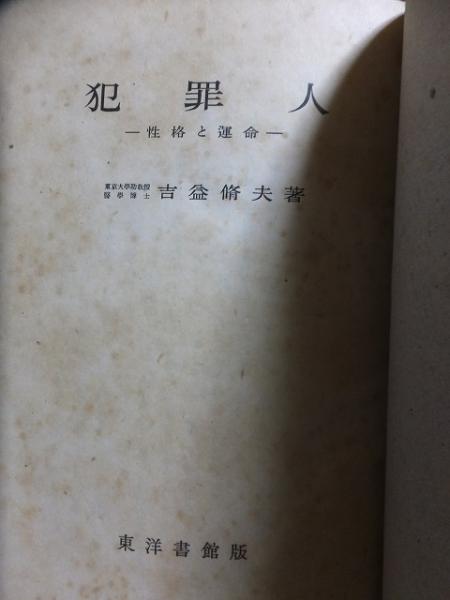 犯罪人
―性格と運命―
東京大學助教授
醫學博士
吉益脩夫著
東洋書館版